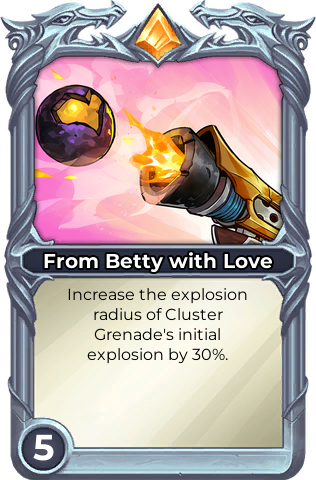 From Betty with Love
Increase the explosion
radius of Cluster
Grenade's initial
explosion by 30%.
5